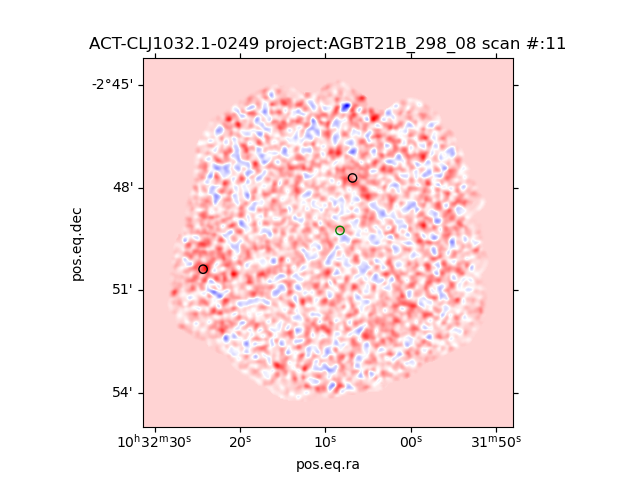 ACT-CLJ1032.1-0249 project:AGBT21B_298_08 scan #:11
-2°45'
48'
51'
54'
pos.eq.dec
10ʰ32ᵐ30ˢ 20ˢ 10ˢ 00ˢ 31ᵐ50ˢ
pos.eq.ra